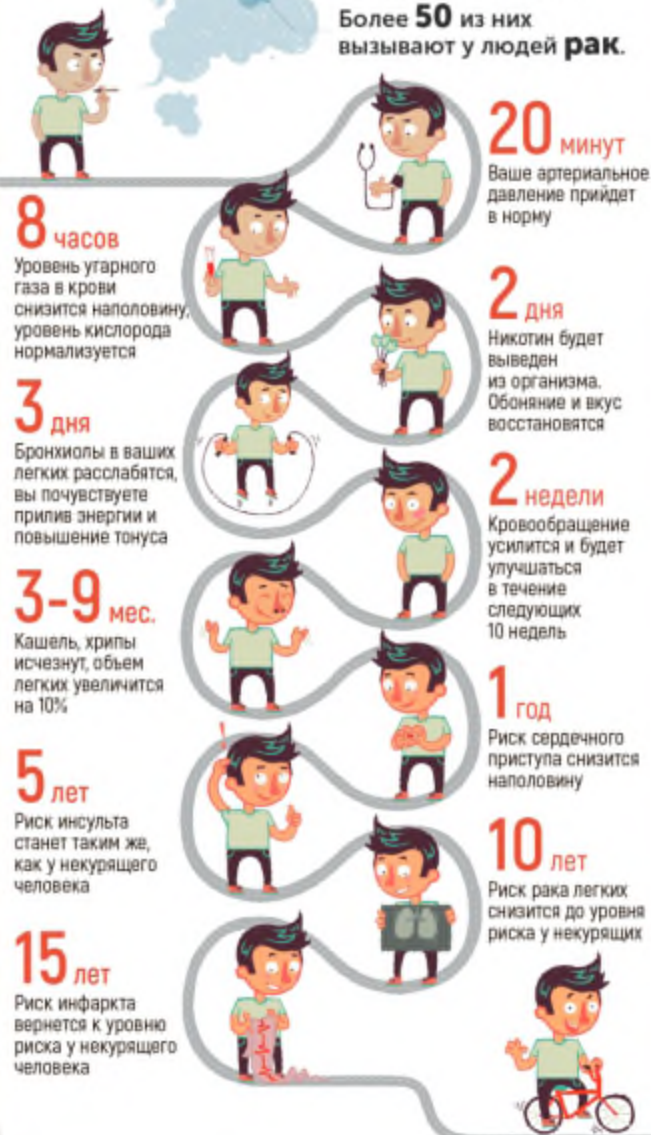 Более 50 из них
вызывают у людей рак.
20 минут
Ваше артериальное
давление прийдет
в норму
8 часов
Уровень угарного
газа в крови
снизится наполовину,
уровень кислорода
нормализуется
2 дня
Никотин будет
выведен
из организма.
Обоняние и вкус
восстановятся
3 дня
Бронхиолы в ваших
легких расслабятся,
вы почувствуете
прилив энергии и
повышение тонуса
2 недели
Кровообращение
усилится и будет
улучшаться
в течение
следующих
10 недель
3-9 мес.
Кашель, хрипы
исчезнут, объем
легких увеличится
на 10%
1 год
Риск сердечного
приступа снизится
наполовину
5 лет
Риск инсульта
станет таким же,
как у некурящего
человека
10 лет
Риск рака легких
снизится до уровня
риска у некурящих
15 лет
Риск инфаркта
вернется к уровню
риска у некурящего
человека